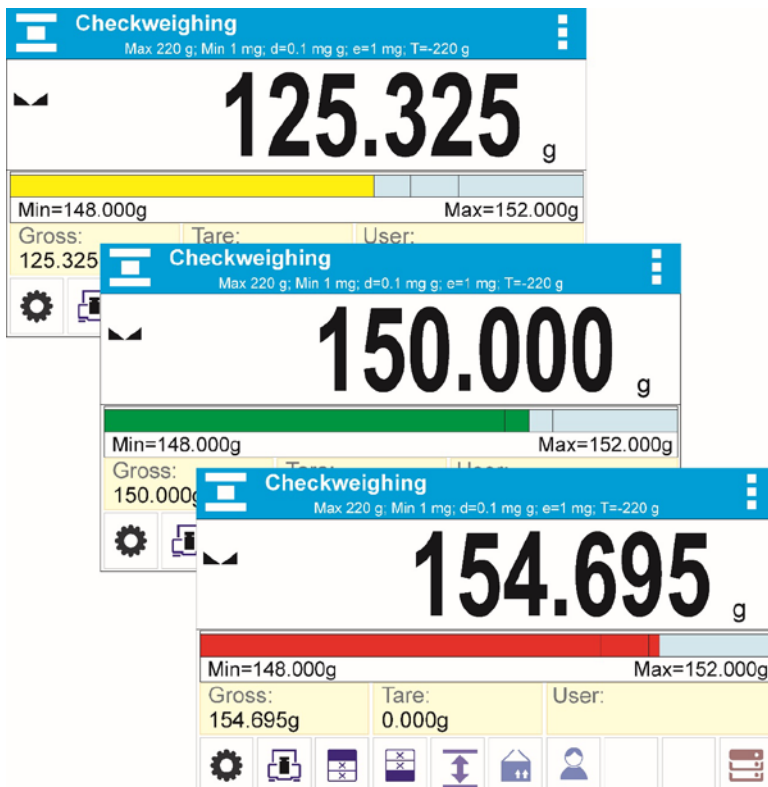 Checkweighing
Max 220 g; Min 1 mg; d=0.1 mg g; e=1 mg; T=-220 g
125.325 g
Min=148.000g Max=152.000g
Gross: Tare: User:
125.325
Checkweighing
Max 220 g; Min 1 mg; d=0.1 mg g; e=1 mg; T=-220 g
150.000 g
Min=148.000g Max=152.000g
Gross: Tare: User:
150.000g
Checkweighing
Max 220 g; Min 1 mg; d=0.1 mg g; e=1 mg; T=-220 g
154.695 g
Min=148.000g Max=152.000g
Gross: Tare: User:
154.695g 0.000g